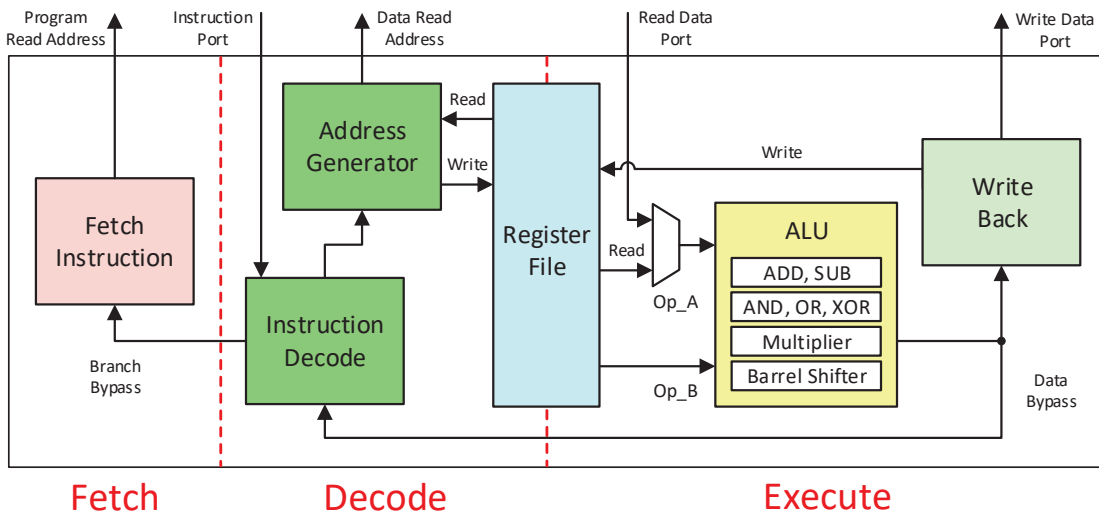 Program
Read Address
Instruction
Port
Data Read
Address
Read Data
Port
Write Data
Port
Fetch
Instruction
Branch
Bypass
Address
Generator
Read
Write
Instruction
Decode
Register
File
Read
Op_A
Op_B
Write
ALU
ADD, SUB
AND, OR, XOR
Multiplier
Barrel Shifter
Write
Back
Data
Bypass
Fetch
Decode
Execute